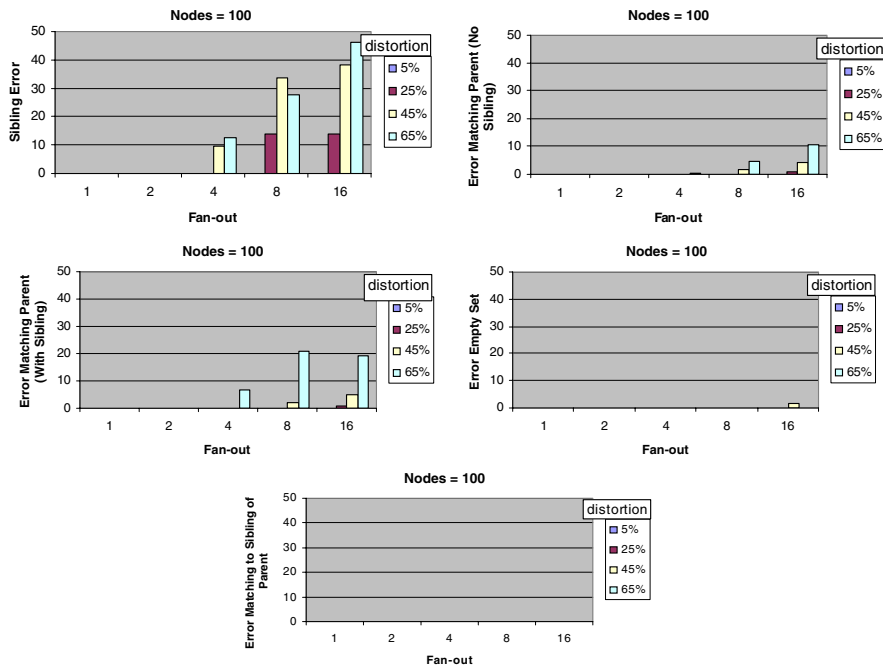 Nodes = 100
Sibling Error
50
40
30
20
10
0
1 2 4 8 16
Fan-out
distortion
5%
25%
45%
65%
Nodes = 100
Error Matching Parent (No
Sibling)
50
40
30
20
10
0
1 2 4 8 16
Fan-out
distortion
5%
25%
45%
65%
Nodes = 100
Error Matching Parent
(With Sibling)
50
40
30
20
10
0
1 2 4 8 16
Fan-out
distortion
5%
25%
45%
65%
Nodes = 100
Error Empty Set
50
40
30
20
10
0
1 2 4 8 16
Fan-out
distortion
5%
25%
45%
65%
Nodes = 100
Error Matching to Sibling of
Parent
50
40
30
20
10
0
1 2 4 8 16
Fan-out
distortion
5%
25%
45%
65%